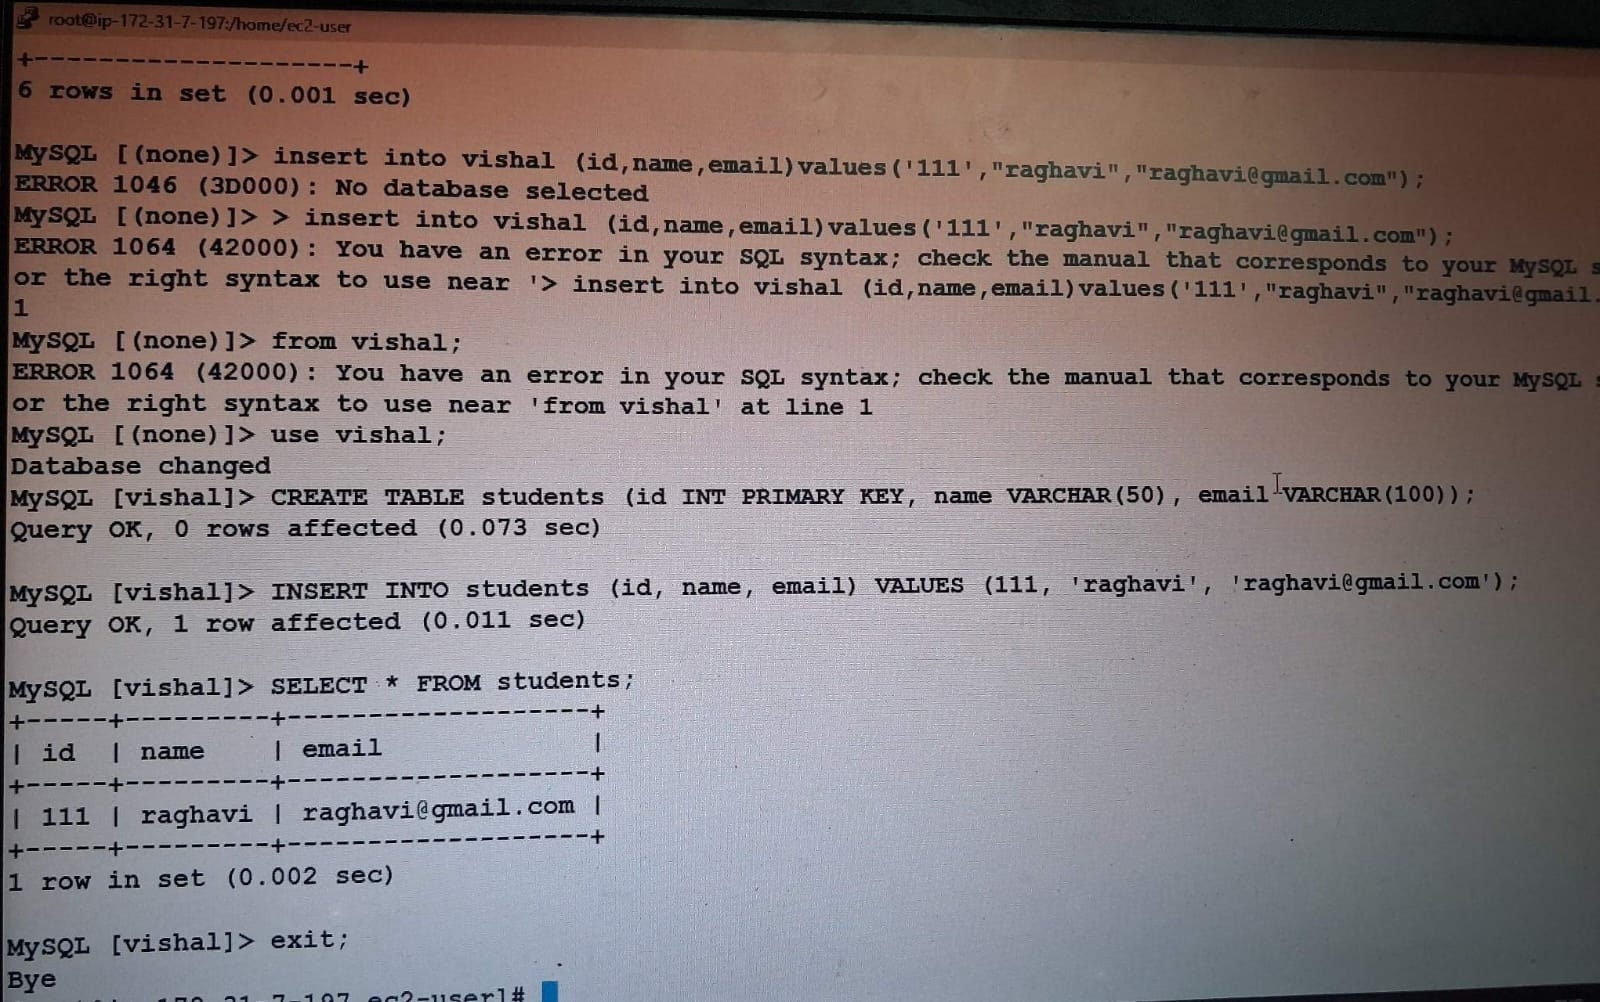 root@ip-172-31-7-197:/home/ec2-user
+--------------------+
6 rows in set (0.001 sec)
MySQL [(none)]> insert into vishal (id,name,email)values('111',"raghavi","raghavi@gmail.com");
ERROR 1046 (3D000): No database selected
MySQL [(none)]> > insert into vishal (id,name,email)values('111',"raghavi","raghavi@gmail.com");
ERROR 1064 (42000): You have an error in your SQL syntax; check the manual that corresponds to your MySQL s
or the right syntax to use near '> insert into vishal (id,name,email)values('111',"raghavi","raghavi@gmail.
1
MySQL [(none)]> from vishal;
ERROR 1064 (42000): You have an error in your SQL syntax; check the manual that corresponds to your MySQL s
or the right syntax to use near 'from vishal' at line 1
MySQL [(none)]> use vishal;
Database changed
MySQL [vishal]> CREATE TABLE students (id INT PRIMARY KEY, name VARCHAR(50), email VARCHAR(100));
Query OK, 0 rows affected (0.073 sec)
MySQL [vishal]> INSERT INTO students (id, name, email) VALUES (111, 'raghavi', 'raghavi@gmail.com');
Query OK, 1 row affected (0.011 sec)
MySQL [vishal]> SELECT * FROM students;
+-----+---------+-------------------+
| id  | name    | email             |
+-----+---------+-------------------+
| 111 | raghavi | raghavi@gmail.com |
+-----+---------+-------------------+
1 row in set (0.002 sec)
MySQL [vishal]> exit;
Bye
172-31-7-197 ec2-user]#